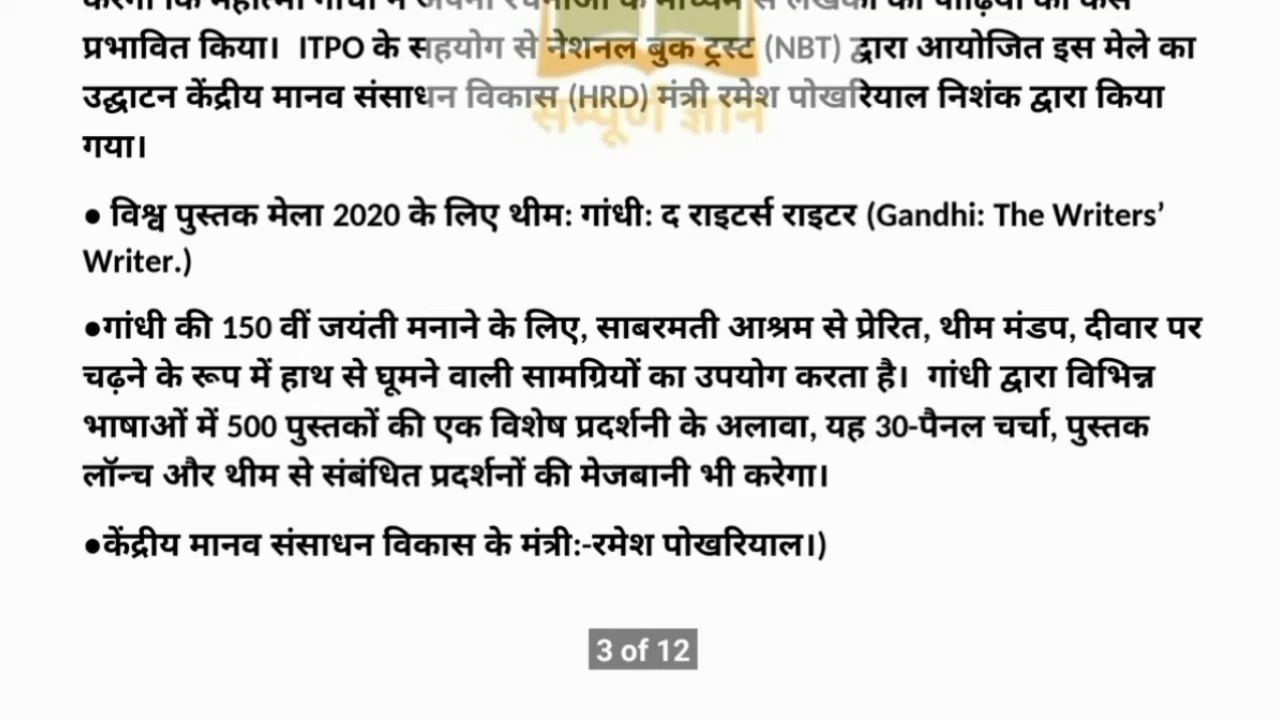 प्रभावित किया। ITPO के सहयोग से नेशनल बुक ट्रस्ट (NBT) द्वारा आयोजित इस मेले का
उद्घाटन केंद्रीय मानव संसाधन विकास (HRD) मंत्री रमेश पोखरियाल निशंक द्वारा किया
सम्पूर्ण ज्ञान
गया।
● विश्व पुस्तक मेला 2020 के लिए थीम: गांधी: द राइटर्स राइटर (Gandhi: The Writers’
Writer.)
●गांधी की 150 वीं जयंती मनाने के लिए, साबरमती आश्रम से प्रेरित, थीम मंडप, दीवार पर
चढ़ने के रूप में हाथ से घूमने वाली सामग्रियों का उपयोग करता है। गांधी द्वारा विभिन्न
भाषाओं में 500 पुस्तकों की एक विशेष प्रदर्शनी के अलावा, यह 30-पैनल चर्चा, पुस्तक
लॉन्च और थीम से संबंधित प्रदर्शनों की मेजबानी भी करेगा।
●केंद्रीय मानव संसाधन विकास के मंत्री:-रमेश पोखरियाल।)
3 of 12